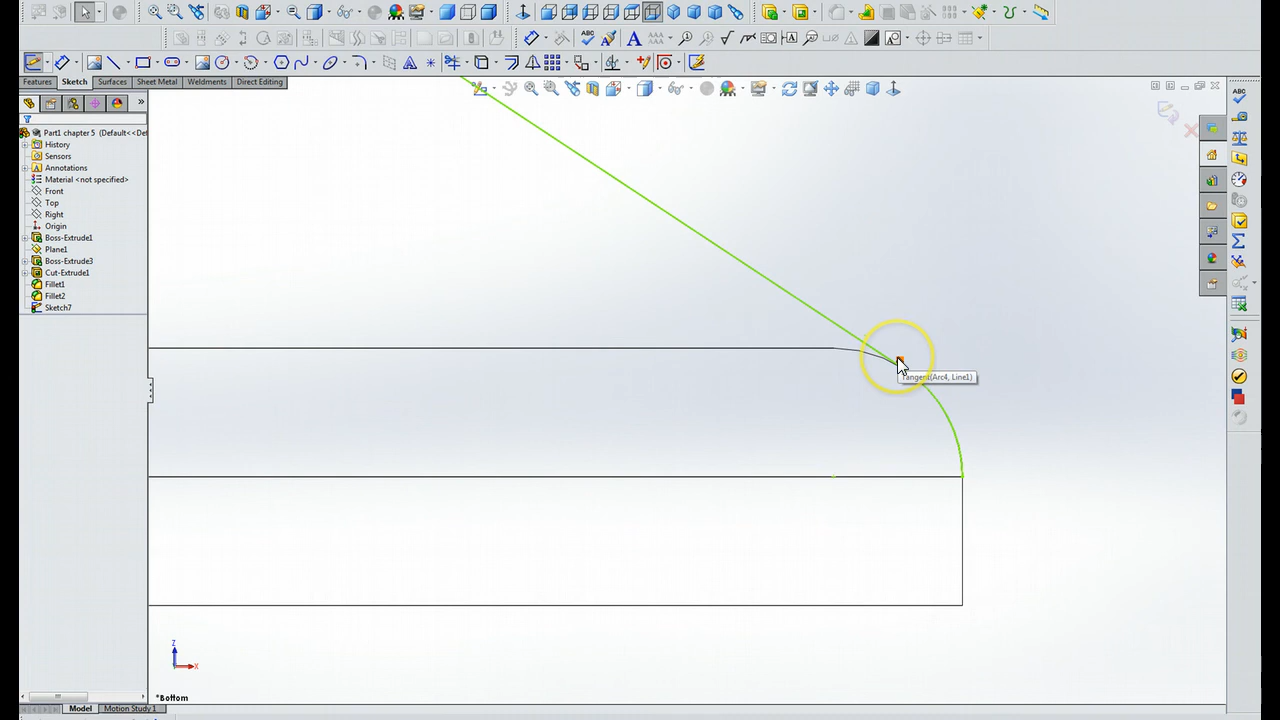 Features
Sketch
Surfaces
Sheet Metal
Weldments
Direct Editing
Part1 chapter 5 (Default<<Def
History
Sensors
Annotations
Material <not specified>
Front
Top
Right
Origin
Boss-Extrude1
Plane1
Boss-Extrude3
Cut-Extrude1
Fillet1
Fillet2
Sketch7
Tangent(Arc4, Line1)
Z
X
*Bottom
Model
Motion Study 1